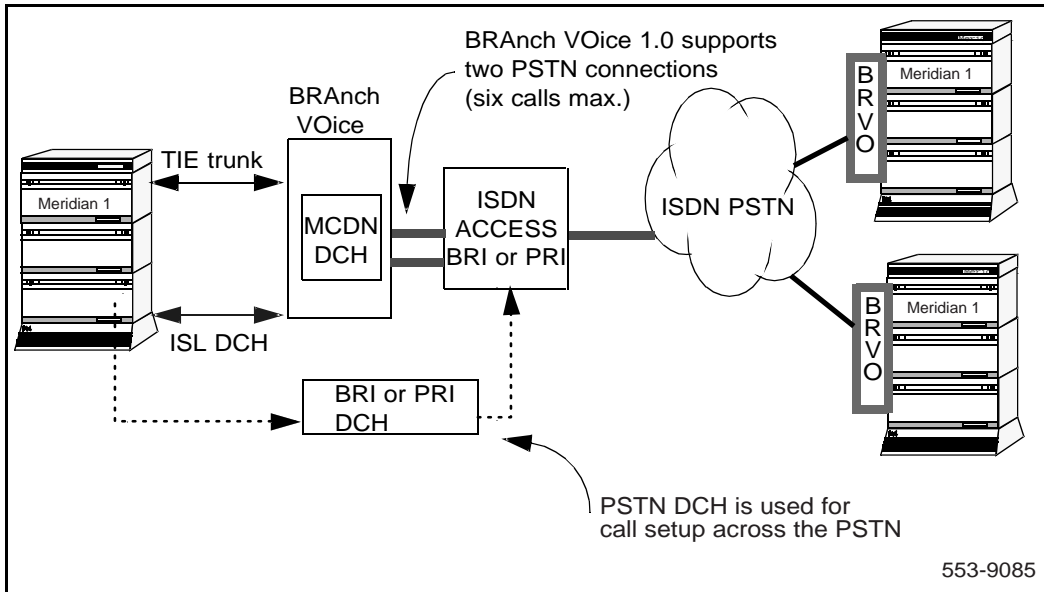 BRAnch VOice 1.0 supports
two PSTN connections
(six calls max.)
BRAnch
VOice
TIE trunk
Meridian 1
MCDN
DCH
ISDN
ACCESS
BRI or PRI
ISDN PSTN
B
R
V
O
Meridian 1
B
R
V
O
Meridian 1
ISL DCH
BRI or PRI
DCH
PSTN DCH is used for
call setup across the PSTN
553-9085